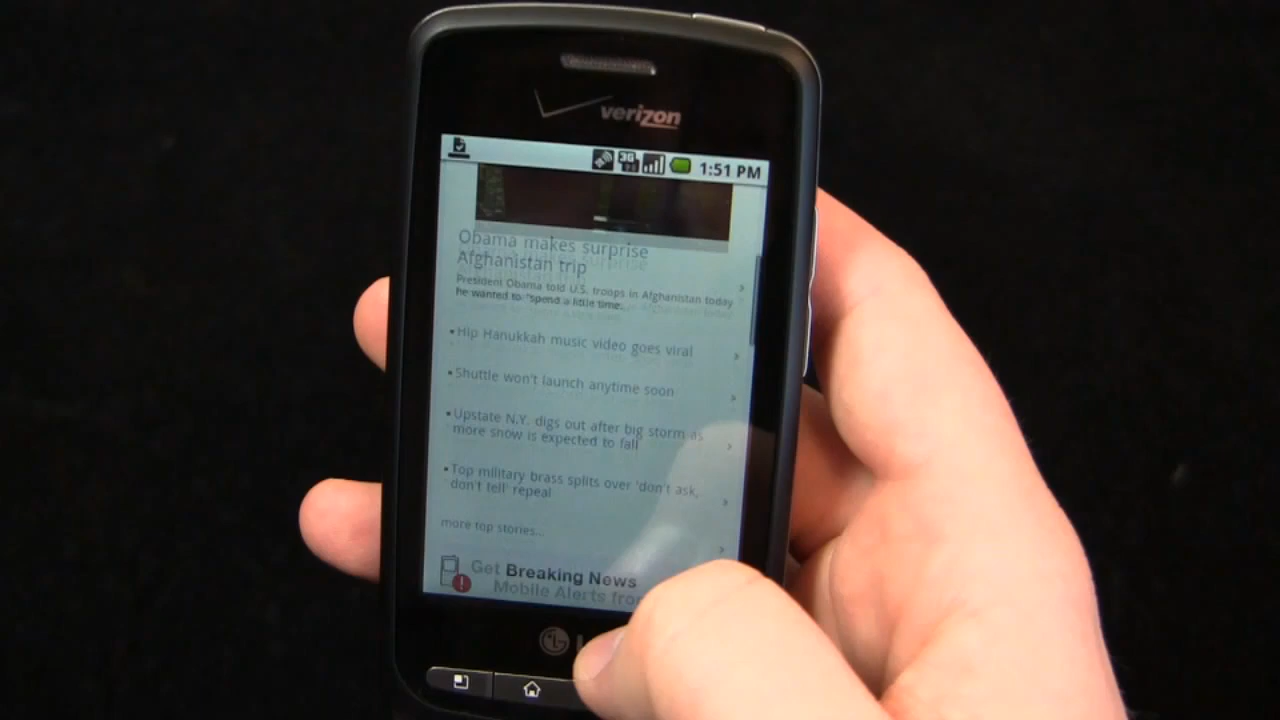 verizon
3G
1:51 PM
Obama makes surprise
Afghanistan trip
President Obama told U.S. troops in Afghanistan today
he wanted to "spend a little time.
Hip Hanukkah music video goes viral
Shuttle won't launch anytime soon
Upstate N.Y. digs out after big storm as
more snow is expected to fall
Top military brass splits over 'don't ask,
don't tell' repeal
more top stories...
Get Breaking News
Mobile Alerts from
LG